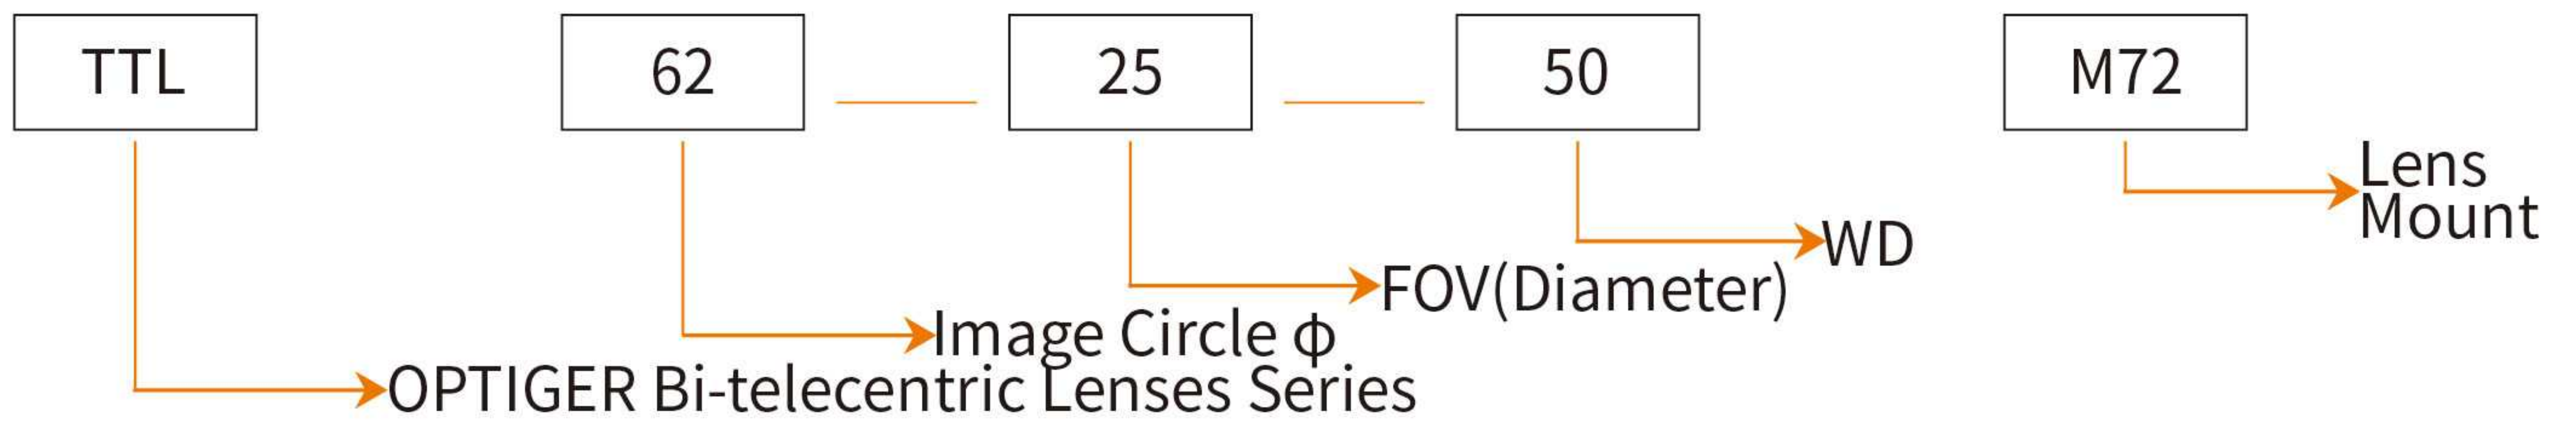 TTL 62 25 50 M72
Lens
Mount
WD
FOV(Diameter)
Image Circle ϕ
OPTIGER Bi-telecentric Lenses Series